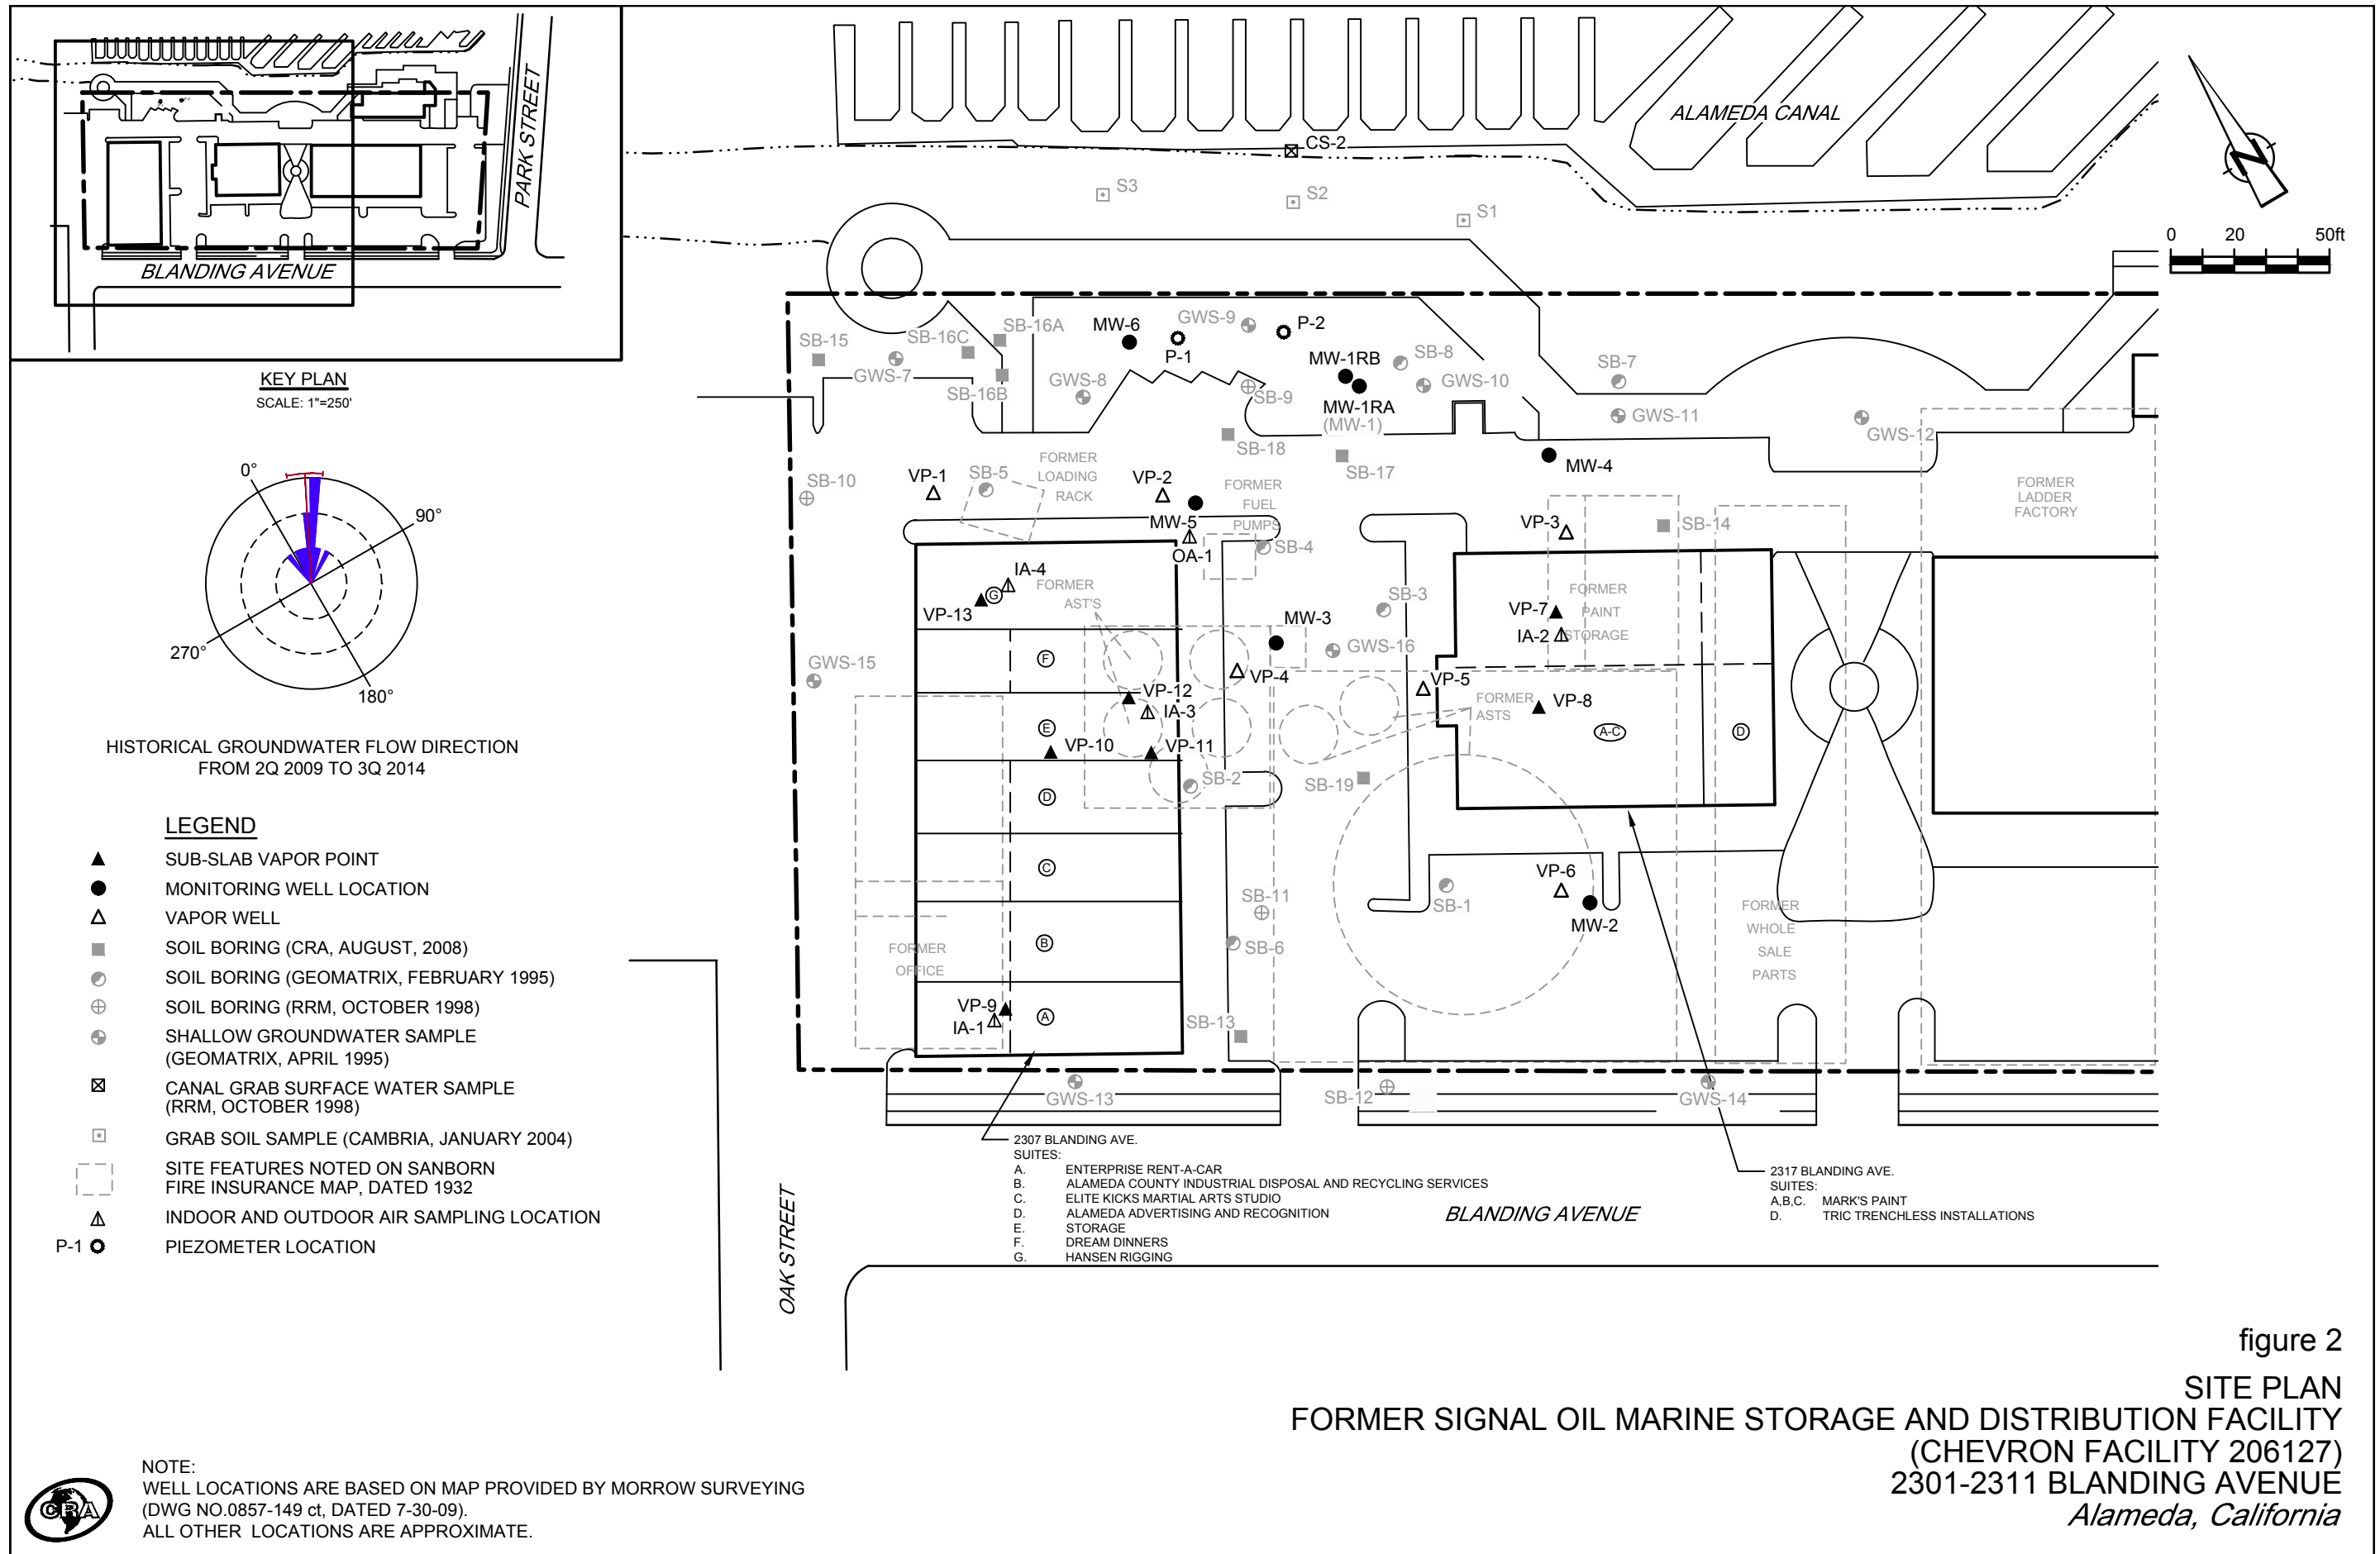 PARK STREET
BLANDING AVENUE
KEY PLAN
SCALE: 1"=250'
0°
90°
270°
180°
HISTORICAL GROUNDWATER FLOW DIRECTION
FROM 2Q 2009 TO 3Q 2014
LEGEND
SUB-SLAB VAPOR POINT
MONITORING WELL LOCATION
VAPOR WELL
SOIL BORING (CRA, AUGUST, 2008)
SOIL BORING (GEOMATRIX, FEBRUARY 1995)
SOIL BORING (RRM, OCTOBER 1998)
SHALLOW GROUNDWATER SAMPLE
(GEOMATRIX, APRIL 1995)
CANAL GRAB SURFACE WATER SAMPLE
(RRM, OCTOBER 1998)
GRAB SOIL SAMPLE (CAMBRIA, JANUARY 2004)
SITE FEATURES NOTED ON SANBORN
FIRE INSURANCE MAP, DATED 1932
INDOOR AND OUTDOOR AIR SAMPLING LOCATION
P-1 PIEZOMETER LOCATION
ALAMEDA CANAL
CS-2
S3
S2
S1
N
0 20 50ft
SB-15
GWS-7
SB-16C
SB-16A
SB-16B
MW-6
GWS-8
P-1
GWS-9
P-2
SB-9
MW-1RB
MW-1RA
(MW-1)
SB-8
GWS-10
SB-7
GWS-11
GWS-12
SB-18
SB-17
MW-4
SB-10
VP-1
SB-5
FORMER
LOADING
RACK
VP-2
MW-5
OA-1
FORMER
FUEL
PUMPS
SB-4
VP-3
SB-14
FORMER
LADDER
FACTORY
IA-4
G
VP-13
FORMER
AST'S
SB-3
MW-3
GWS-16
VP-7
IA-2
FORMER
PAINT
STORAGE
GWS-15
F
VP-4
VP-5
VP-12
IA-3
FORMER
ASTS
VP-8
A-C
D
E
VP-10
VP-11
SB-2
SB-19
D
C
VP-6
MW-2
SB-1
SB-11
SB-6
B
FORMER
OFFICE
FORMER
WHOLE
SALE
PARTS
VP-9
IA-1
A
SB-13
GWS-13
SB-12
GWS-14
2307 BLANDING AVE.
SUITES:
A. ENTERPRISE RENT-A-CAR
B. ALAMEDA COUNTY INDUSTRIAL DISPOSAL AND RECYCLING SERVICES
C. ELITE KICKS MARTIAL ARTS STUDIO
D. ALAMEDA ADVERTISING AND RECOGNITION
E. STORAGE
F. DREAM DINNERS
G. HANSEN RIGGING
2317 BLANDING AVE.
SUITES:
A,B,C. MARK'S PAINT
D. TRIC TRENCHLESS INSTALLATIONS
BLANDING AVENUE
OAK STREET
figure 2
SITE PLAN
FORMER SIGNAL OIL MARINE STORAGE AND DISTRIBUTION FACILITY
(CHEVRON FACILITY 206127)
2301-2311 BLANDING AVENUE
Alameda, California
CRA
NOTE:
WELL LOCATIONS ARE BASED ON MAP PROVIDED BY MORROW SURVEYING
(DWG NO.0857-149 ct, DATED 7-30-09).
ALL OTHER LOCATIONS ARE APPROXIMATE.